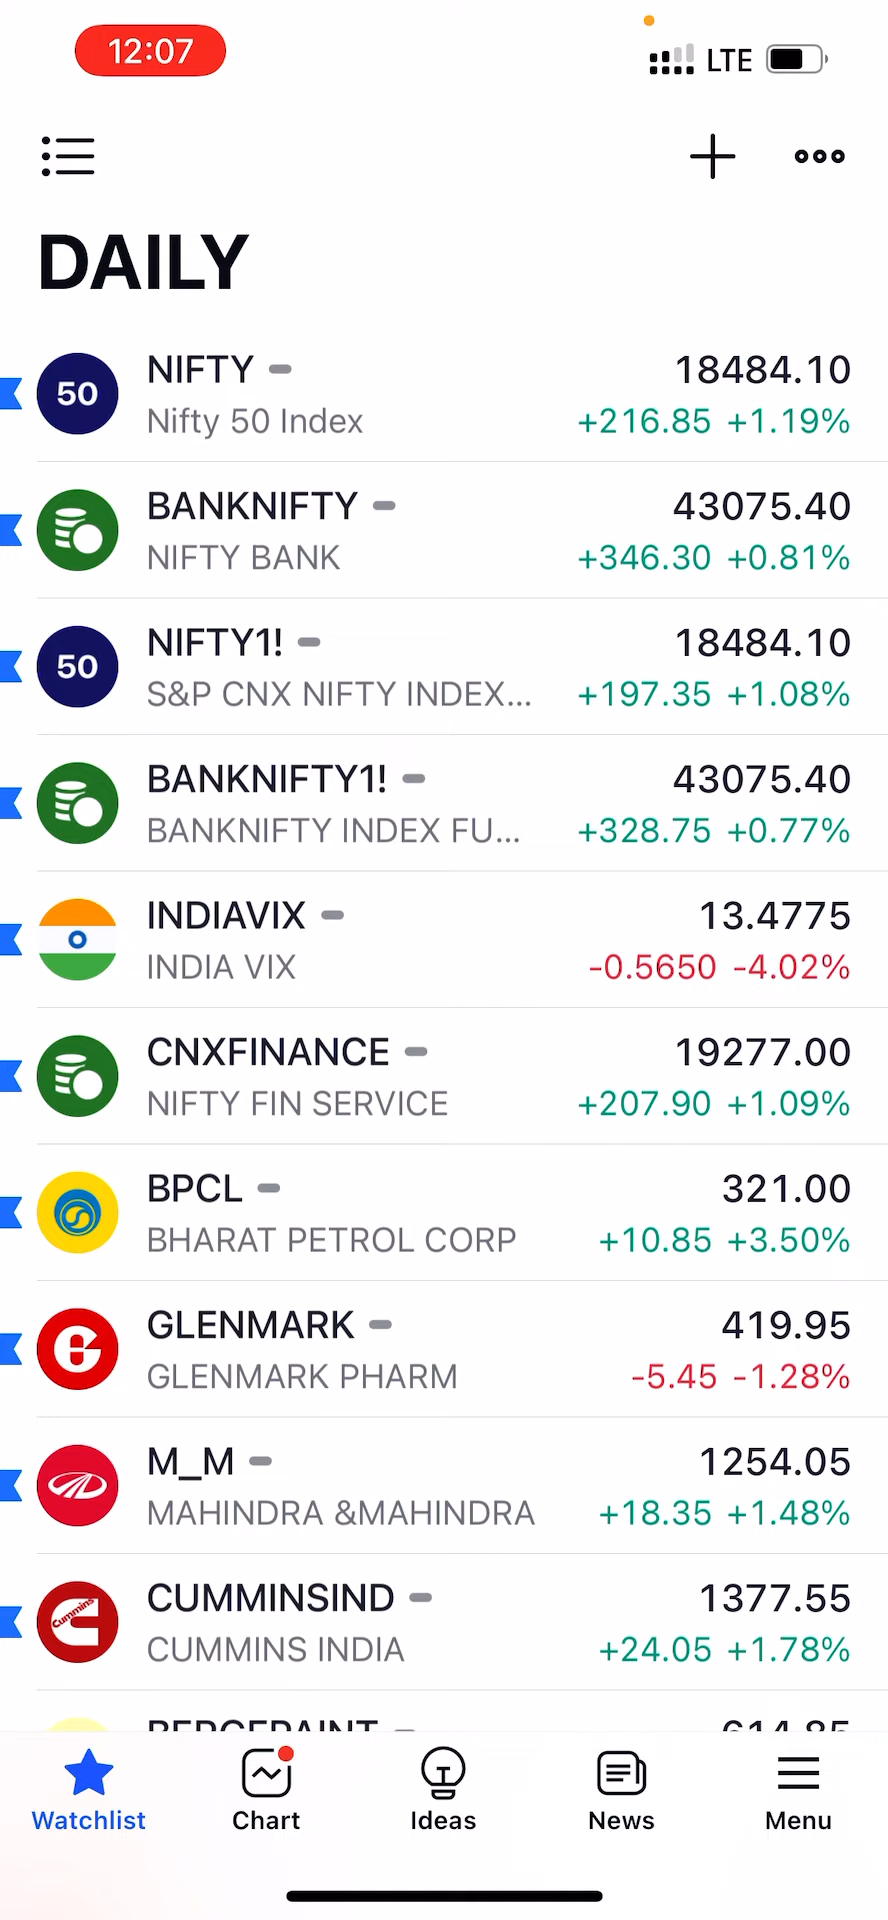 12:07
LTE
DAILY
50
NIFTY
18484.10
Nifty 50 Index
+216.85 +1.19%
BANKNIFTY
43075.40
NIFTY BANK
+346.30 +0.81%
50
NIFTY1!
18484.10
S&P CNX NIFTY INDEX...
+197.35 +1.08%
BANKNIFTY1!
43075.40
BANKNIFTY INDEX FU...
+328.75 +0.77%
INDIAVIX
13.4775
INDIA VIX
-0.5650 -4.02%
CNXFINANCE
19277.00
NIFTY FIN SERVICE
+207.90 +1.09%
BPCL
321.00
BHARAT PETROL CORP
+10.85 +3.50%
GLENMARK
419.95
GLENMARK PHARM
-5.45 -1.28%
M_M
1254.05
MAHINDRA &MAHINDRA
+18.35 +1.48%
Cummins
CUMMINSIND
1377.55
CUMMINS INDIA
+24.05 +1.78%
Watchlist
Chart
Ideas
News
Menu